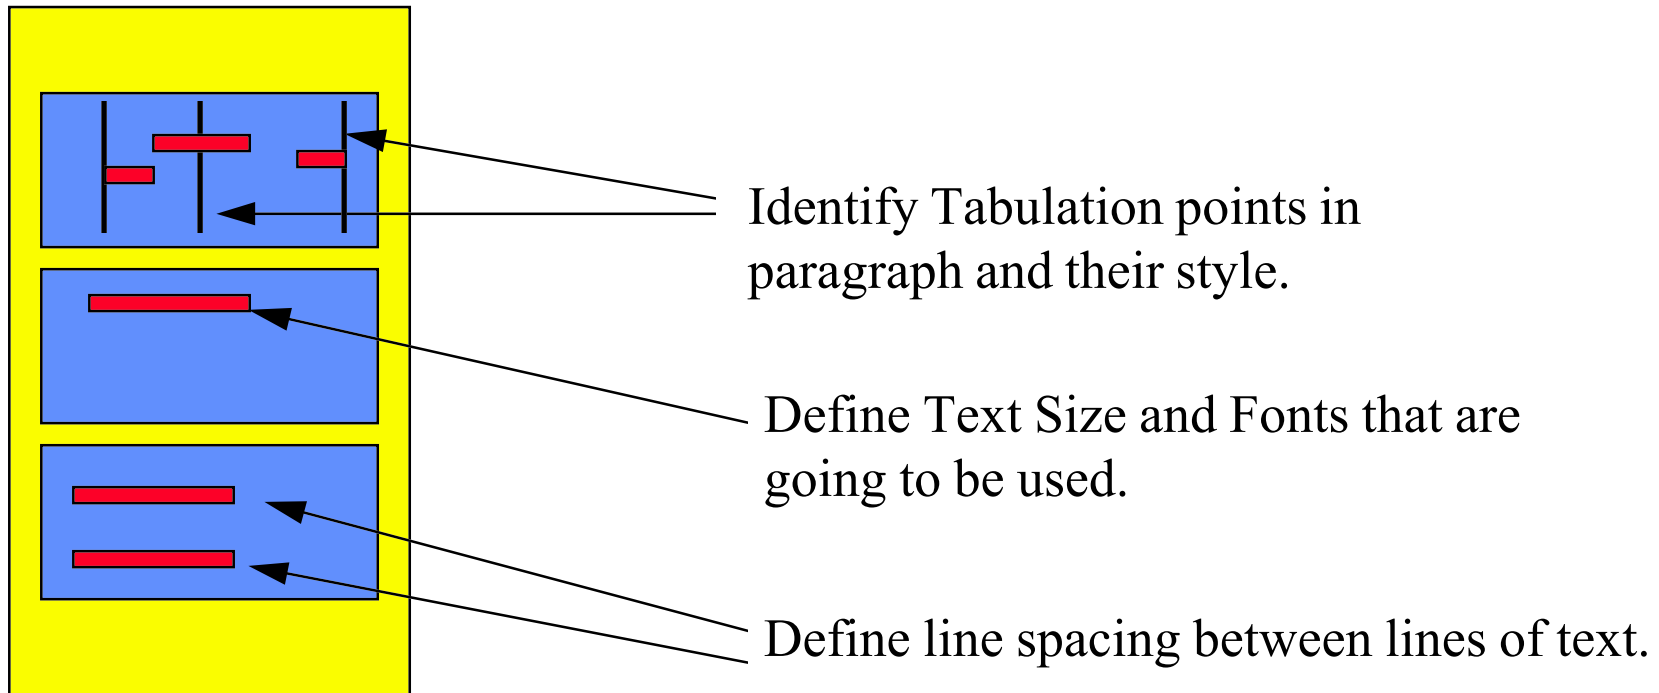 Identify Tabulation points in
paragraph and their style.
Define Text Size and Fonts that are
going to be used.
Define line spacing between lines of text.